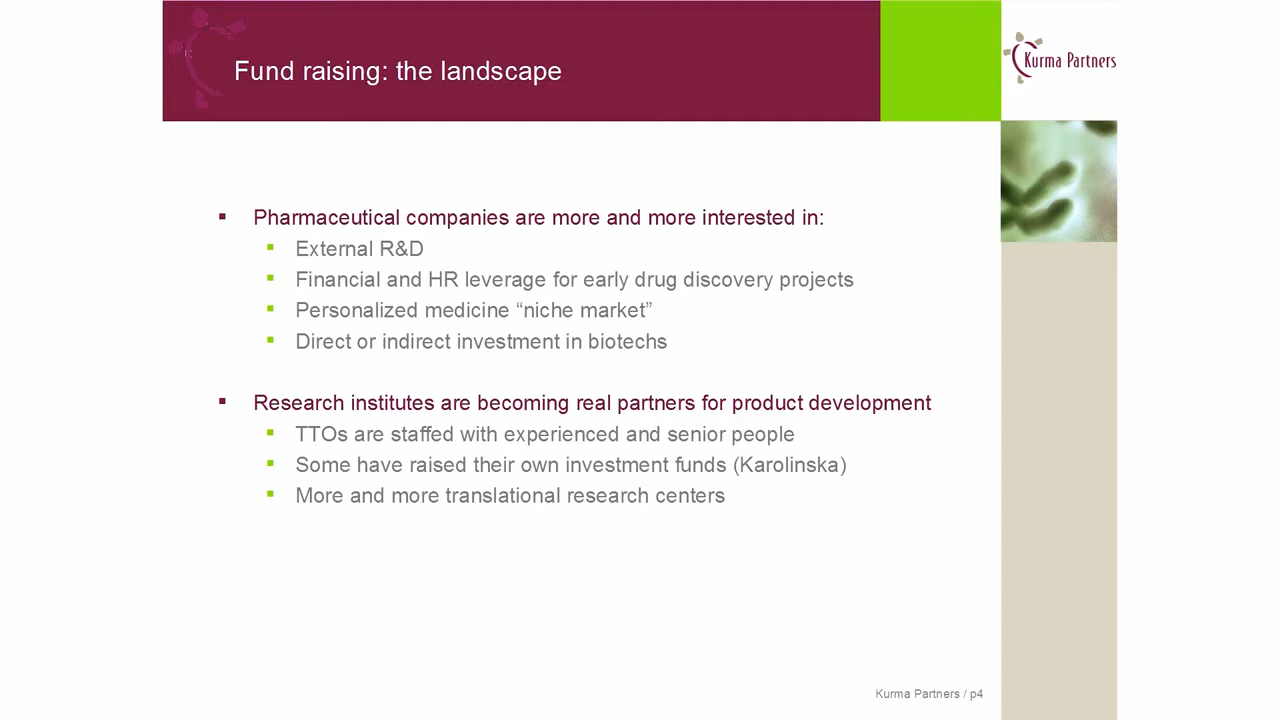 Fund raising: the landscape
Kurma Partners
▪ Pharmaceutical companies are more and more interested in:
▪ External R&D
▪ Financial and HR leverage for early drug discovery projects
▪ Personalized medicine “niche market”
▪ Direct or indirect investment in biotechs
▪ Research institutes are becoming real partners for product development
▪ TTOs are staffed with experienced and senior people
▪ Some have raised their own investment funds (Karolinska)
▪ More and more translational research centers
Kurma Partners / p4